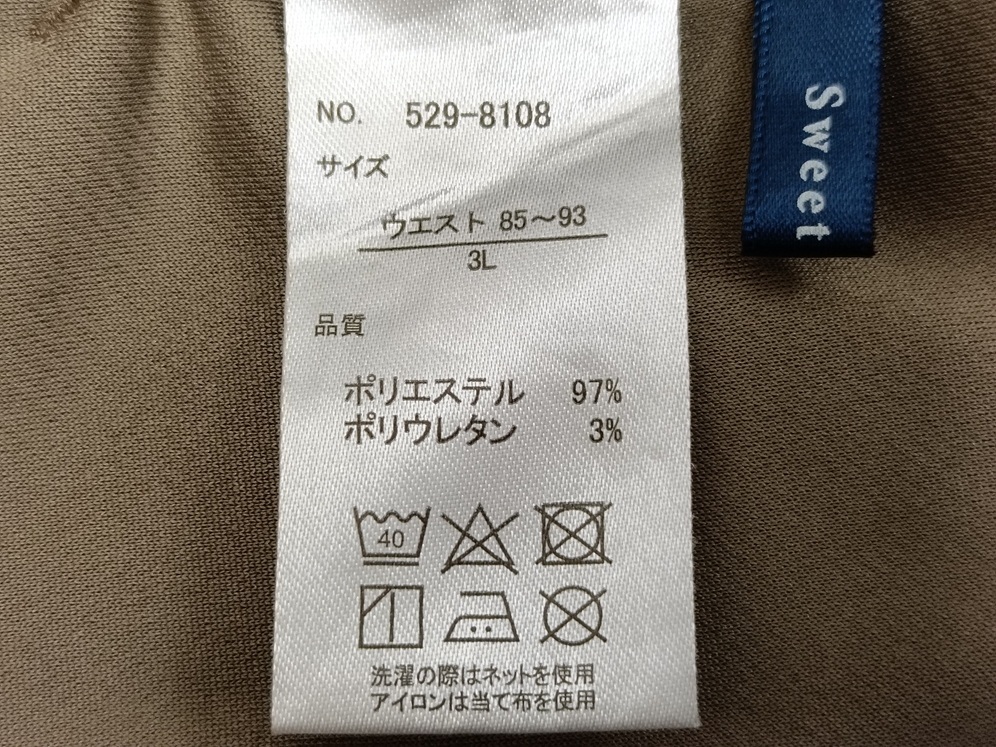 NO. 529-8108
サイズ
ウエスト 85～93
3L
品質
ポリエステル 97%
ポリウレタン 3%
40
洗濯の際はネットを使用
アイロンは当て布を使用
Sweet